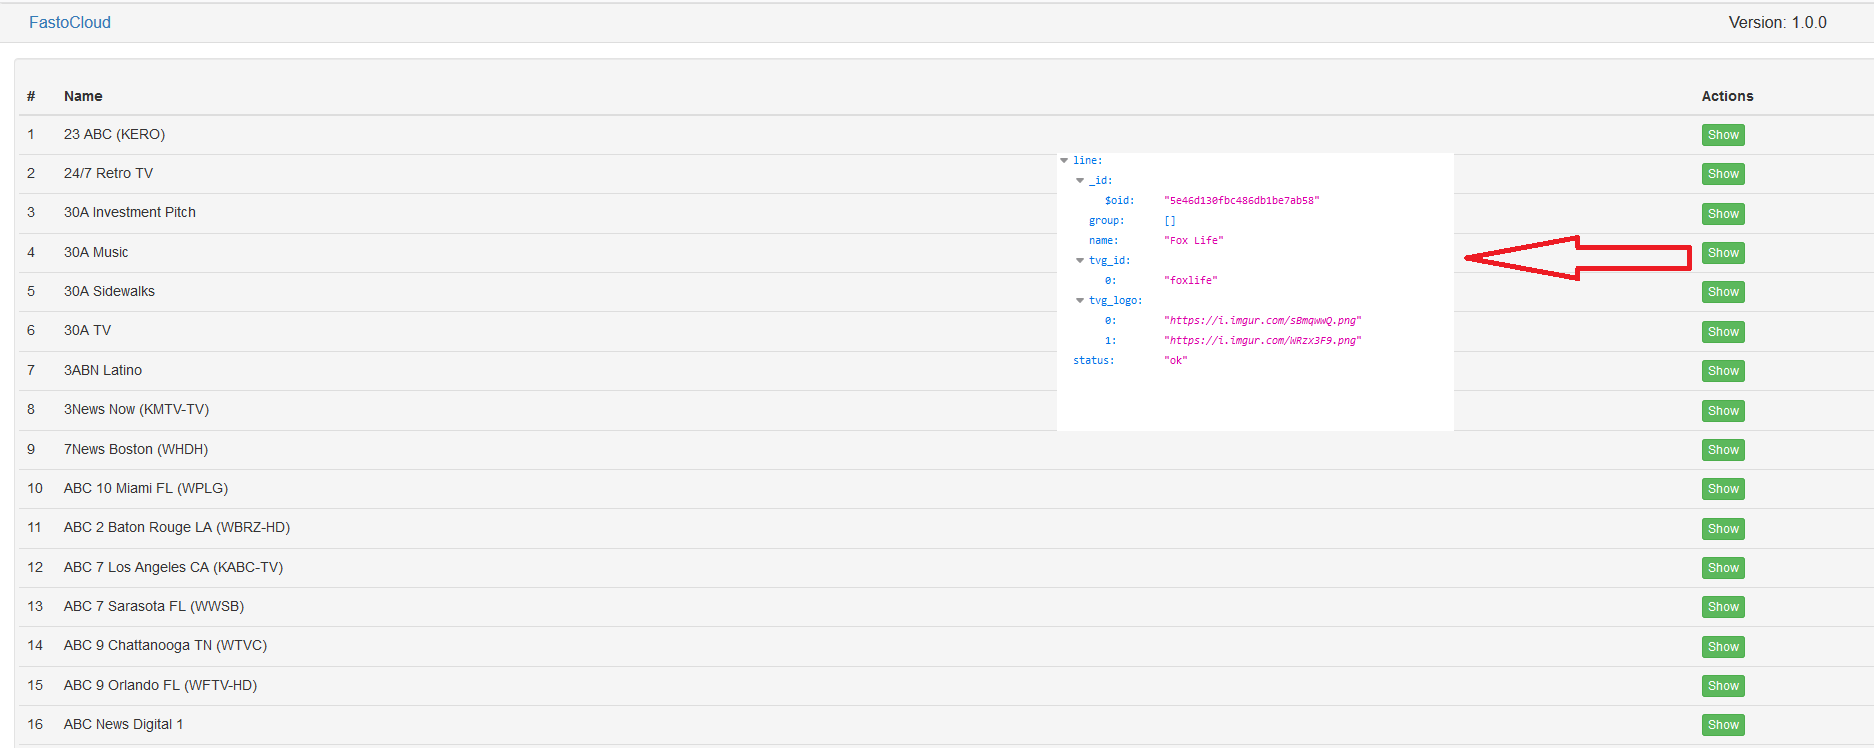 FastoCloud Version: 1.0.0
# Name Actions
1 23 ABC (KERO) Show
2 24/7 Retro TV Show
3 30A Investment Pitch Show
4 30A Music Show
5 30A Sidewalks Show
6 30A TV Show
7 3ABN Latino Show
8 3News Now (KMTV-TV) Show
9 7News Boston (WHDH) Show
10 ABC 10 Miami FL (WPLG) Show
11 ABC 2 Baton Rouge LA (WBRZ-HD) Show
12 ABC 7 Los Angeles CA (KABC-TV) Show
13 ABC 7 Sarasota FL (WWSB) Show
14 ABC 9 Chattanooga TN (WTVC) Show
15 ABC 9 Orlando FL (WFTV-HD) Show
16 ABC News Digital 1 Show
line:
_id:
$oid: "5e46d130fbc486db1be7ab58"
group: []
name: "Fox Life"
tvg_id:
0: "foxlife"
tvg_logo:
0: "https://i.imgur.com/sBmqwwQ.png"
1: "https://i.imgur.com/WRzx3F9.png"
status: "ok"